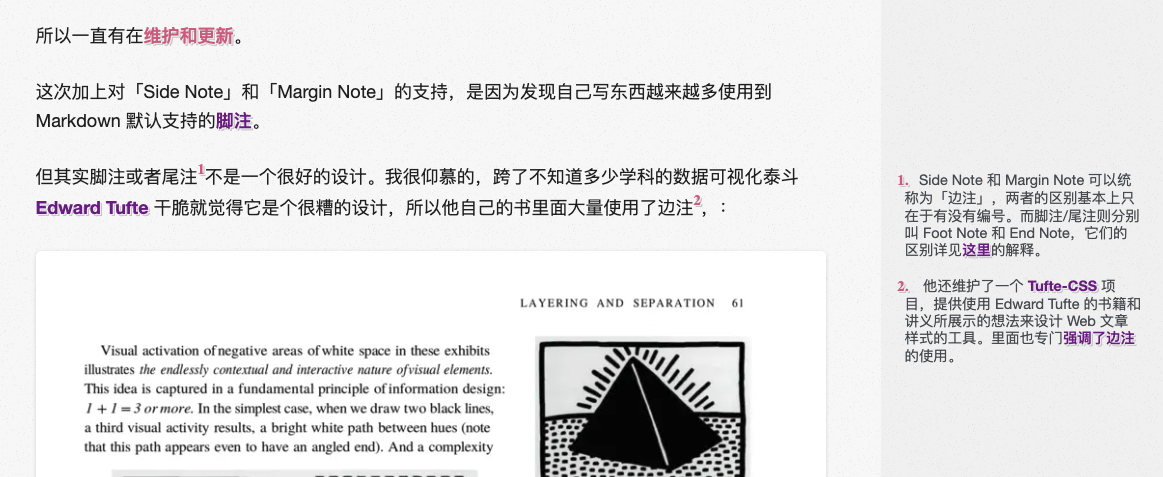 所以一直有在维护和更新。
这次加上对「Side Note」和「Margin Note」的支持，是因为发现自己写东西越来越多使用到
Markdown 默认支持的脚注。
但其实脚注或者尾注1不是一个很好的设计。我很仰慕的，跨了不知道多少学科的数据可视化泰斗
Edward Tufte 干脆就觉得它是个很糟的设计，所以他自己的书里面大量使用了边注2，：
1. Side Note 和 Margin Note 可以统
称为「边注」，两者的区别基本上只
在于有没有编号。而脚注/尾注则分别
叫 Foot Note 和 End Note，它们的
区别详见这里的解释。
2. 他还维护了一个 Tufte-CSS 项
目，提供使用 Edward Tufte 的书籍和
讲义所展示的想法来设计 Web 文章
样式的工具。里面也专门强调了边注
的使用。
LAYERING AND SEPARATION 61
Visual activation of negative areas of white space in these exhibits
illustrates the endlessly contextual and interactive nature of visual elements.
This idea is captured in a fundamental principle of information design:
1 + 1 = 3 or more. In the simplest case, when we draw two black lines,
a third visual activity results, a bright white path between hues (note
that this path appears even to have an angled end). And a complexity